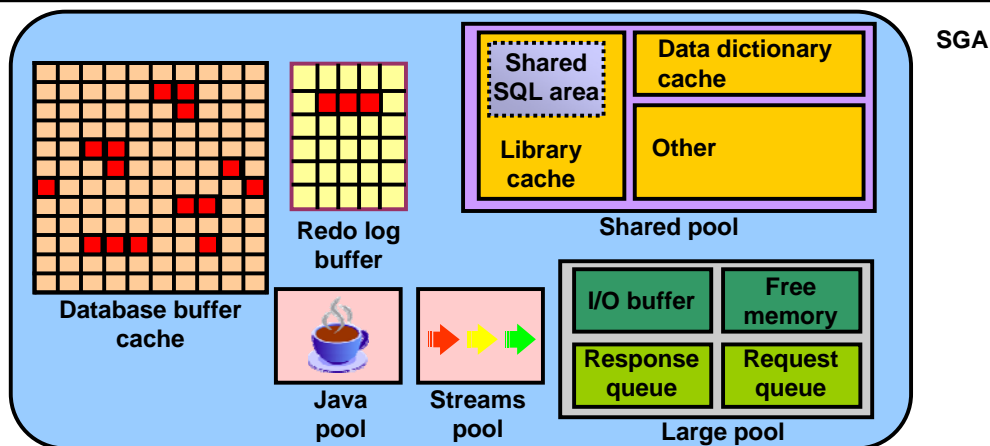 SGA
Shared
SQL area
Library
cache
Data dictionary
cache
Other
Shared pool
Redo log
buffer
Database buffer
cache
Java
pool
Streams
pool
I/O buffer
Free
memory
Response
queue
Request
queue
Large pool